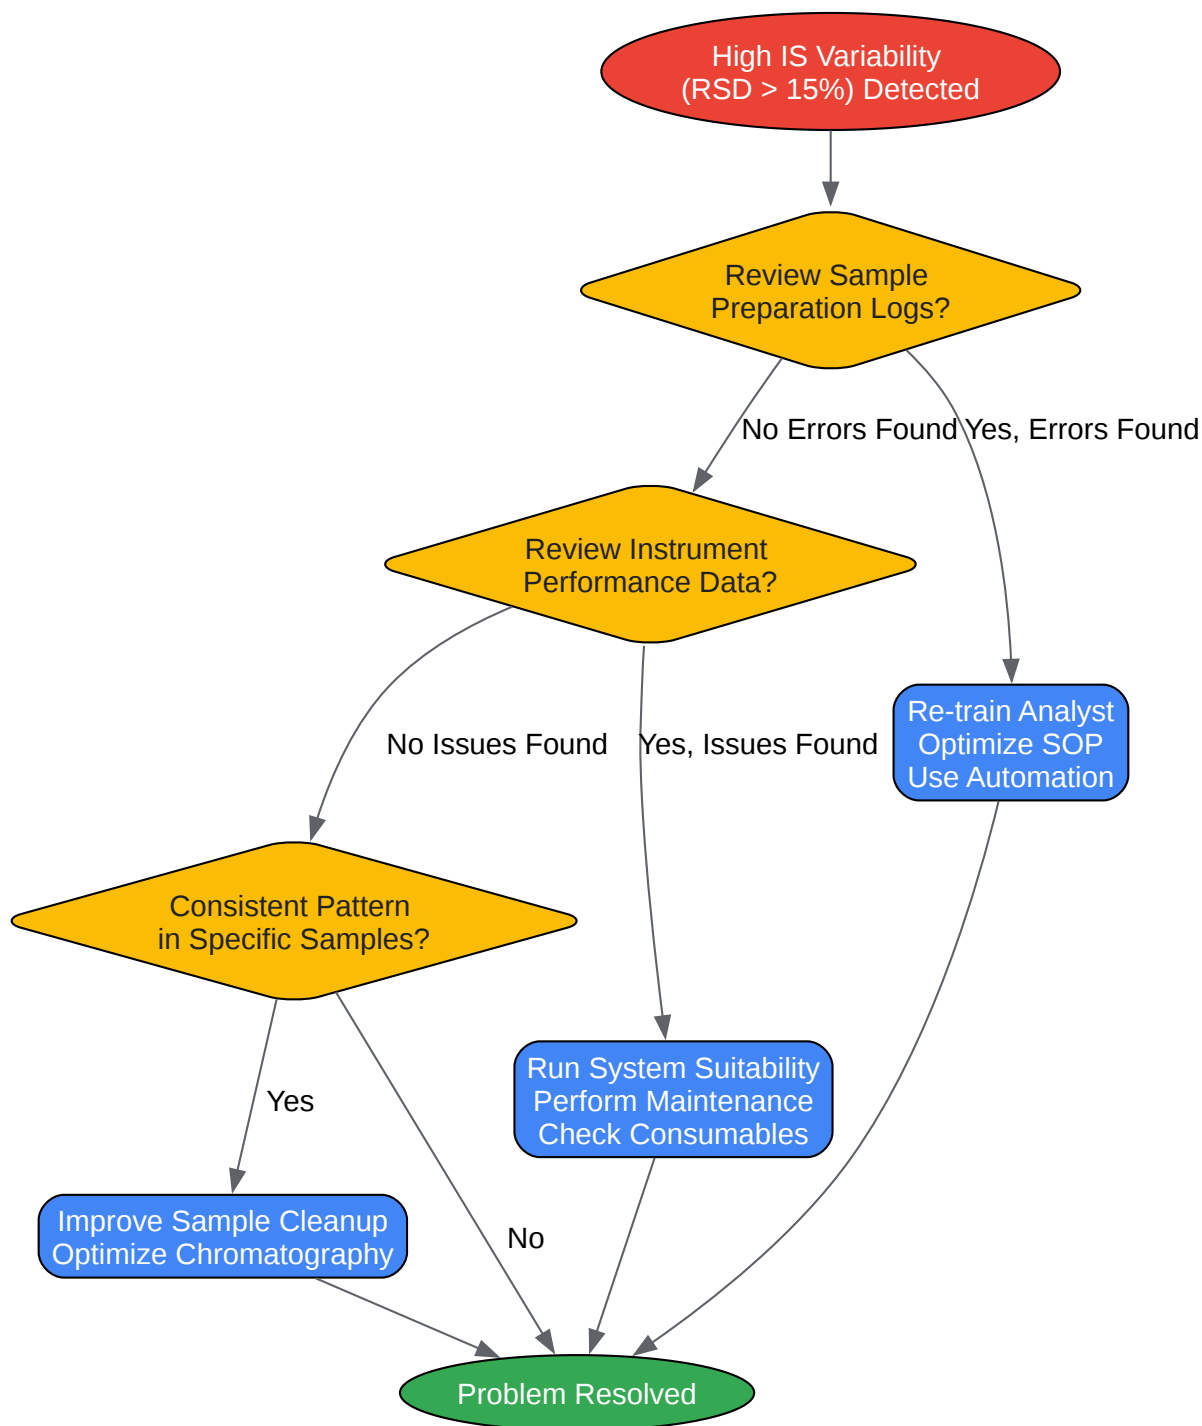 High IS Variability
(RSD > 15%) Detected
Review Sample
Preparation Logs?
No Errors Found
Yes, Errors Found
Review Instrument
Performance Data?
Re-train Analyst
Optimize SOP
Use Automation
No Issues Found
Yes, Issues Found
Consistent Pattern
in Specific Samples?
Run System Suitability
Perform Maintenance
Check Consumables
Yes
Improve Sample Cleanup
Optimize Chromatography
No
Problem Resolved